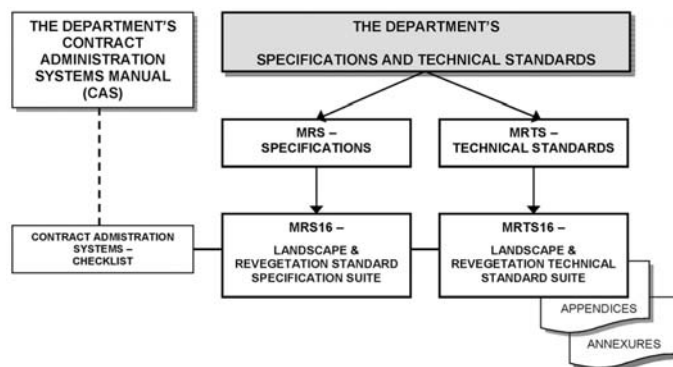 THE DEPARTMENT'S
CONTRACT
ADMINISTRATION
SYSTEMS MANUAL
(CAS)
THE DEPARTMENT'S
SPECIFICATIONS AND TECHNICAL STANDARDS
MRS –
SPECIFICATIONS
MRTS –
TECHNICAL STANDARDS
CONTRACT ADMISTRATION
SYSTEMS –
CHECKLIST
MRS16 –
LANDSCAPE &
REVEGETATION STANDARD
SPECIFICATION SUITE
MRTS16 –
LANDSCAPE &
REVEGETATION TECHNICAL
STANDARD SUITE
APPENDICES
ANNEXURES